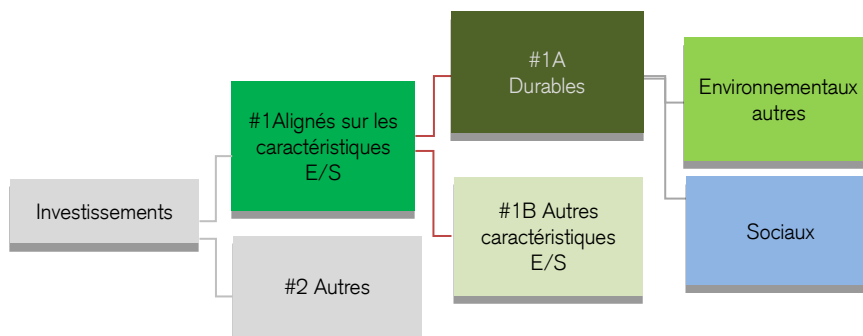 Investissements
#1Alignés sur les
caractéristiques
E/S
#2 Autres
#1A
Durables
#1B Autres
caractéristiques
E/S
Environnementaux
autres
Sociaux